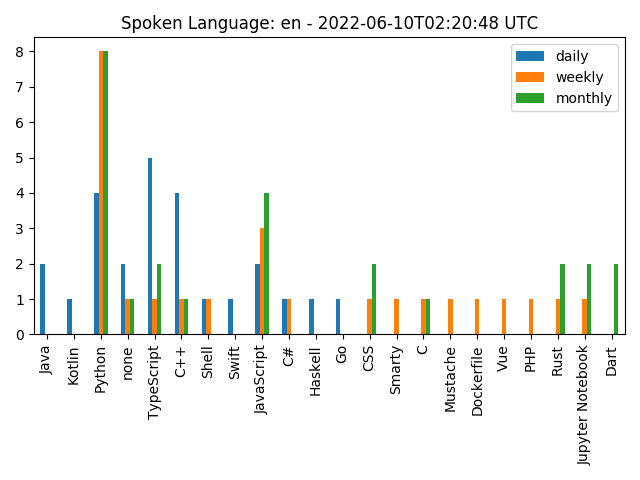 Spoken Language: en - 2022-06-10T02:20:48 UTC
daily
weekly
monthly
8
7
6
5
4
3
2
1
0
Java
Kotlin
Python
none
TypeScript
C++
Shell
Swift
JavaScript
C#
Haskell
Go
CSS
Smarty
C
Mustache
Dockerfile
Vue
PHP
Rust
Jupyter Notebook
Dart